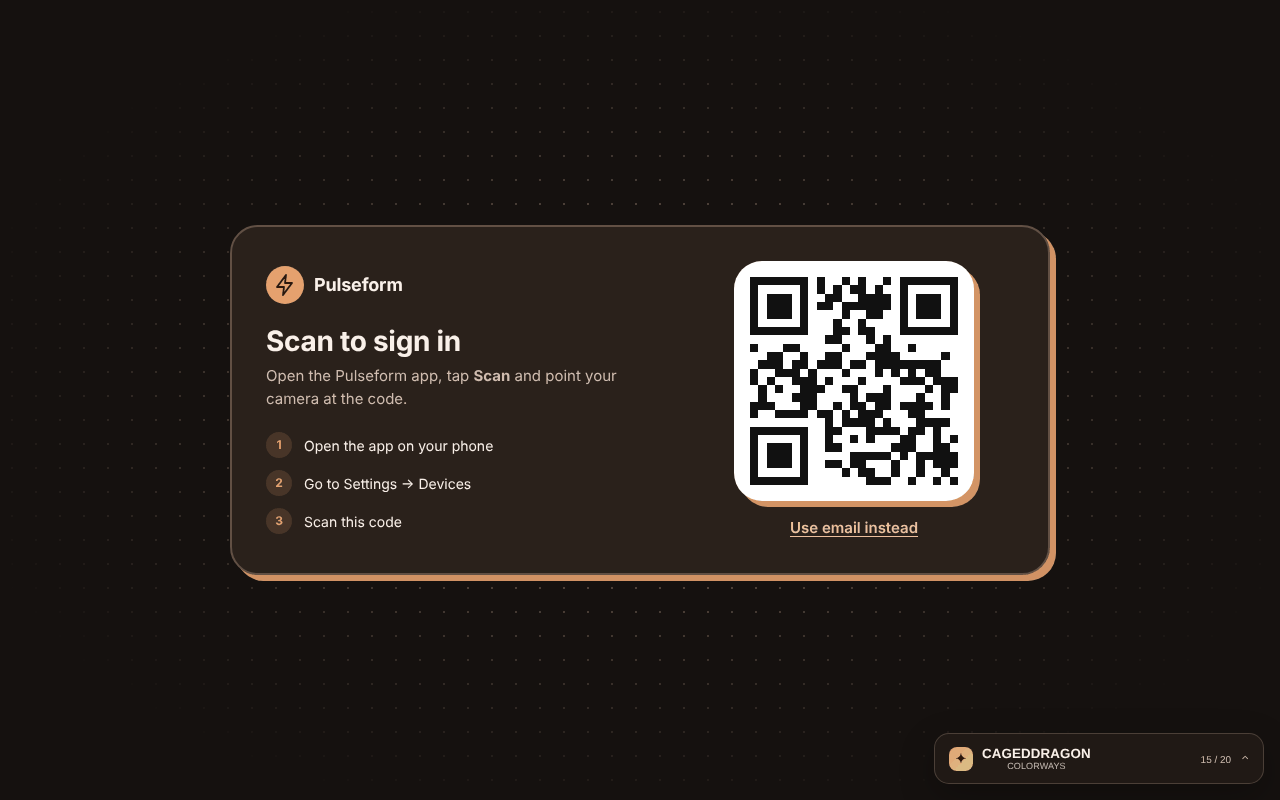 Pulseform
Scan to sign in
Open the Pulseform app, tap Scan and point your
camera at the code.
1 Open the app on your phone
2 Go to Settings → Devices
3 Scan this code
Use email instead
CAGEDDRAGON
COLORWAYS
15 / 20